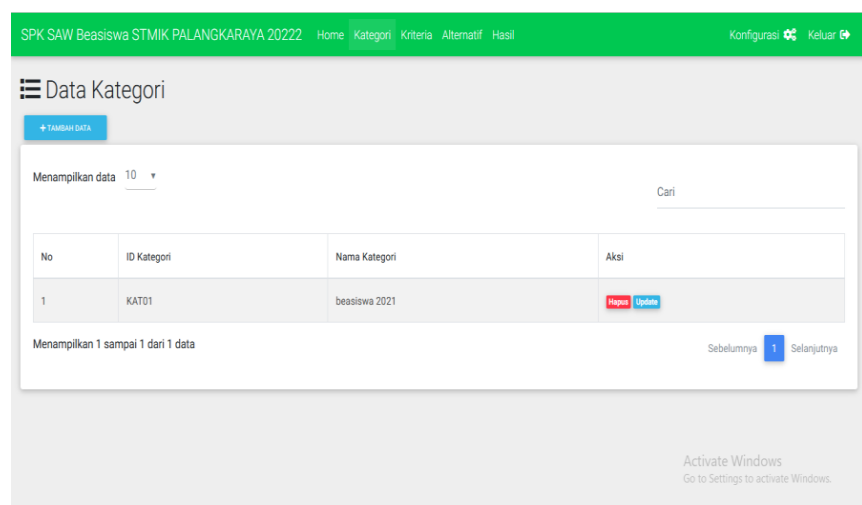 SPK SAW Beasiswa STMIK PALANGKARAYA 20222 Home Kategori Kriteria Alternatif Hasil Konfigurasi Keluar
Data Kategori
+ TAMBAH DATA
Menampilkan data 10
Cari
No ID Kategori Nama Kategori Aksi
1 KAT01 beasiswa 2021 Hapus Update
Menampilkan 1 sampai 1 dari 1 data
Sebelumnya 1 Selanjutnya
Activate Windows
Go to Settings to activate Windows.